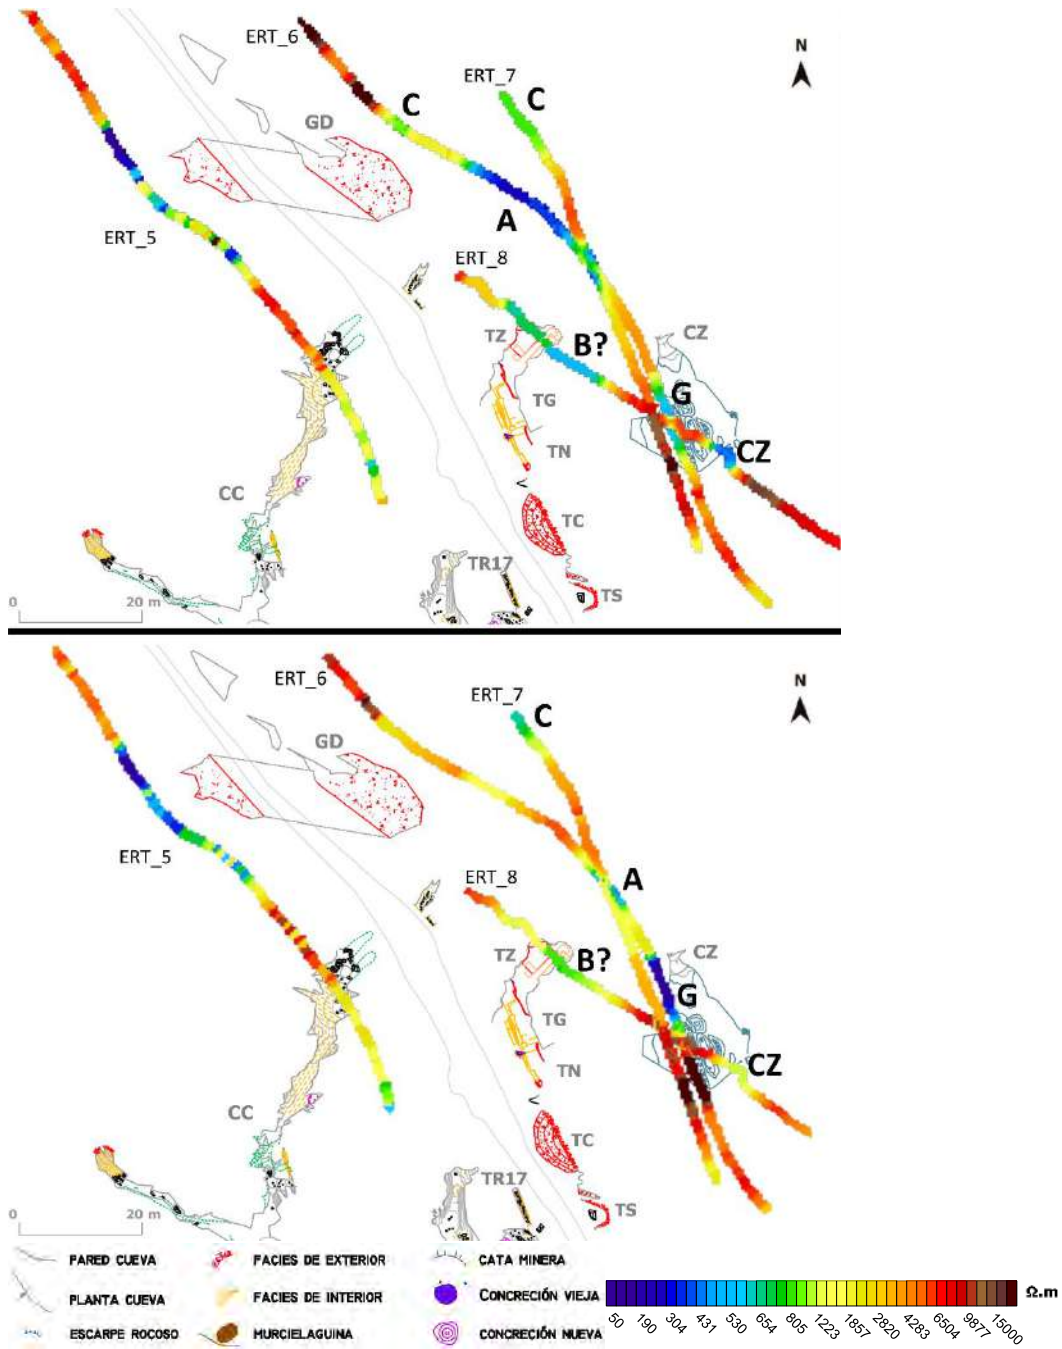 N
ERT_6
ERT_7
C
C
GD
A
ERT_5
ERT_8
TZ
B?
CZ
G
TG
CZ
TN
CC
TC
TR17
TS
0
20 m
N
ERT_6
ERT_7
C
GD
ERT_5
ERT_8
A
TZ
B?
CZ
G
TG
CZ
TN
CC
TC
TR17
TS
0
20 m
PARED CUEVA
FACIES DE EXTERIOR
CATA MINERA
PLANTA CUEVA
FACIES DE INTERIOR
CONCRECIÓN VIEJA
ESCARPE ROCOSO
MURCIELAGUINA
CONCRECIÓN NUEVA
Ω.m
50 190 304 431 530 654 805 1223 1857 2820 4283 6504 9877 15000